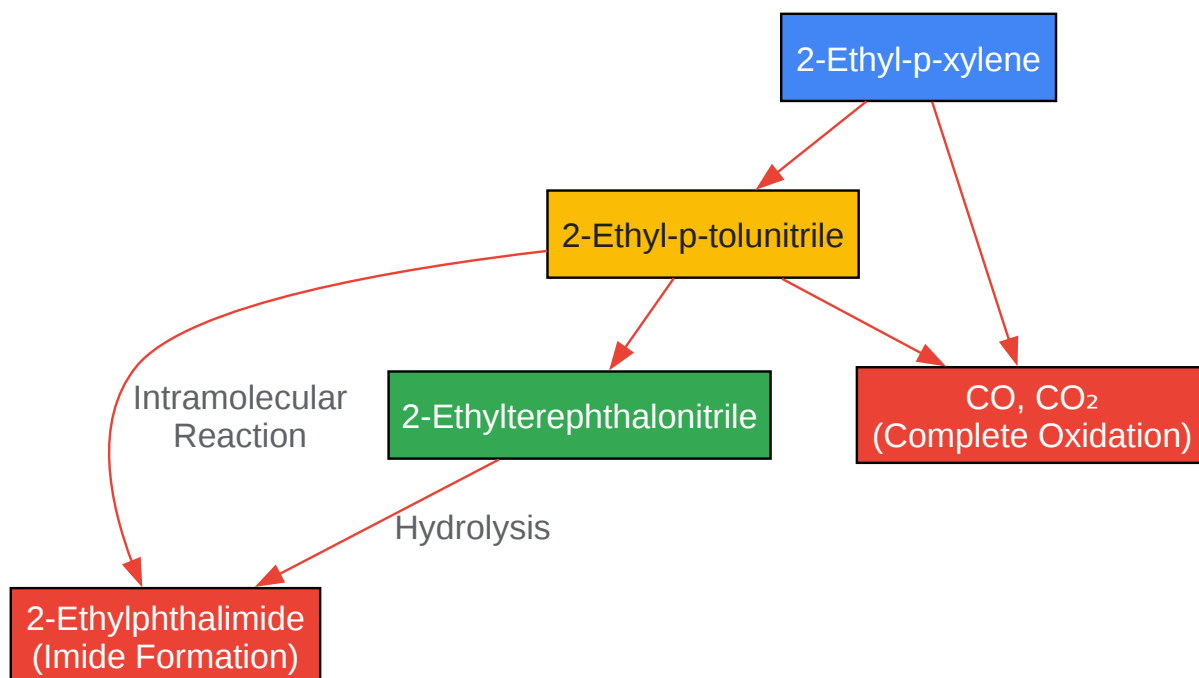 2-Ethyl-p-xylene
2-Ethyl-p-tolunitrile
Intramolecular
Reaction
2-Ethylterephthalonitrile
CO, CO₂
(Complete Oxidation)
Hydrolysis
2-Ethylphthalimide
(Imide Formation)